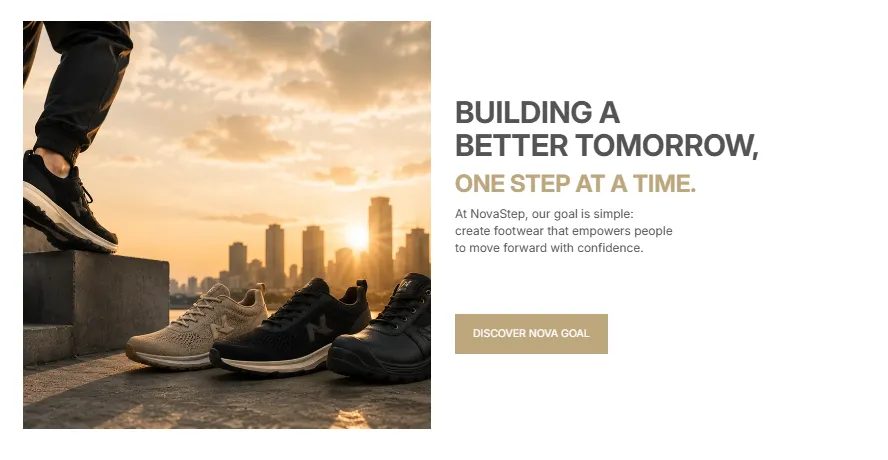 BUILDING A
BETTER TOMORROW,
ONE STEP AT A TIME.
At NovaStep, our goal is simple:
create footwear that empowers people
to move forward with confidence.
DISCOVER NOVA GOAL